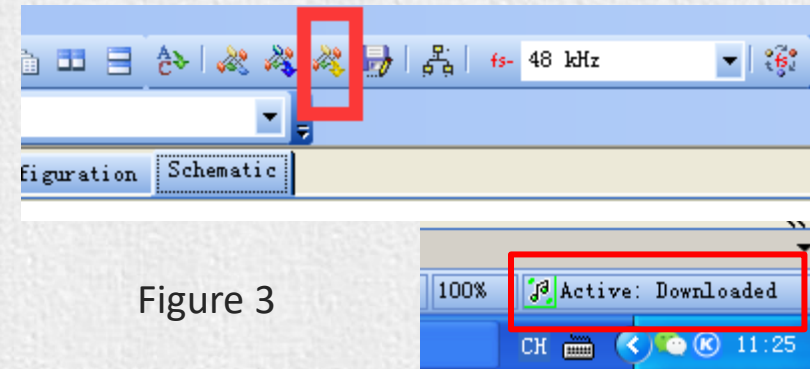 fs- 48 kHz
figuration Schematic
Figure 3
100% Active: Downloaded
CH K 11:25